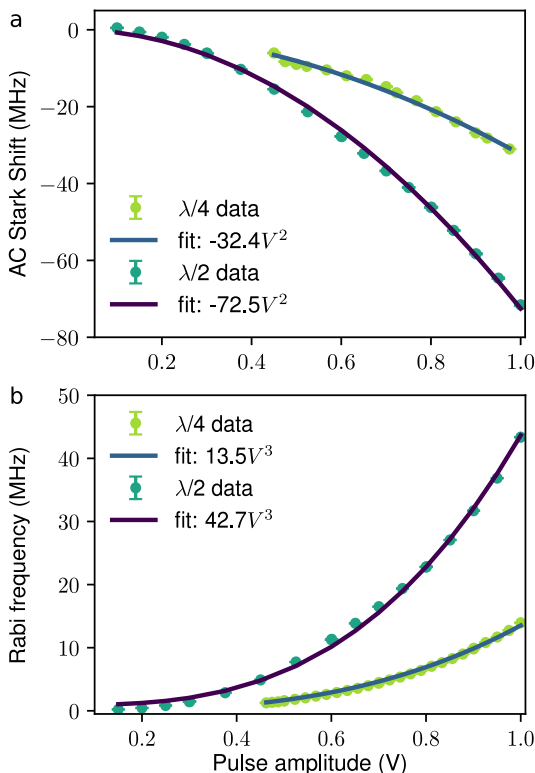 a
0
−20
−40
−60
−80
AC Stark Shift (MHz)
λ/4 data
fit: -32.4V²
λ/2 data
fit: -72.5V²
0.2 0.4 0.6 0.8 1.0
b
50
40
30
20
10
0
Rabi frequency (MHz)
λ/4 data
fit: 13.5V³
λ/2 data
fit: 42.7V³
0.2 0.4 0.6 0.8 1.0
Pulse amplitude (V)